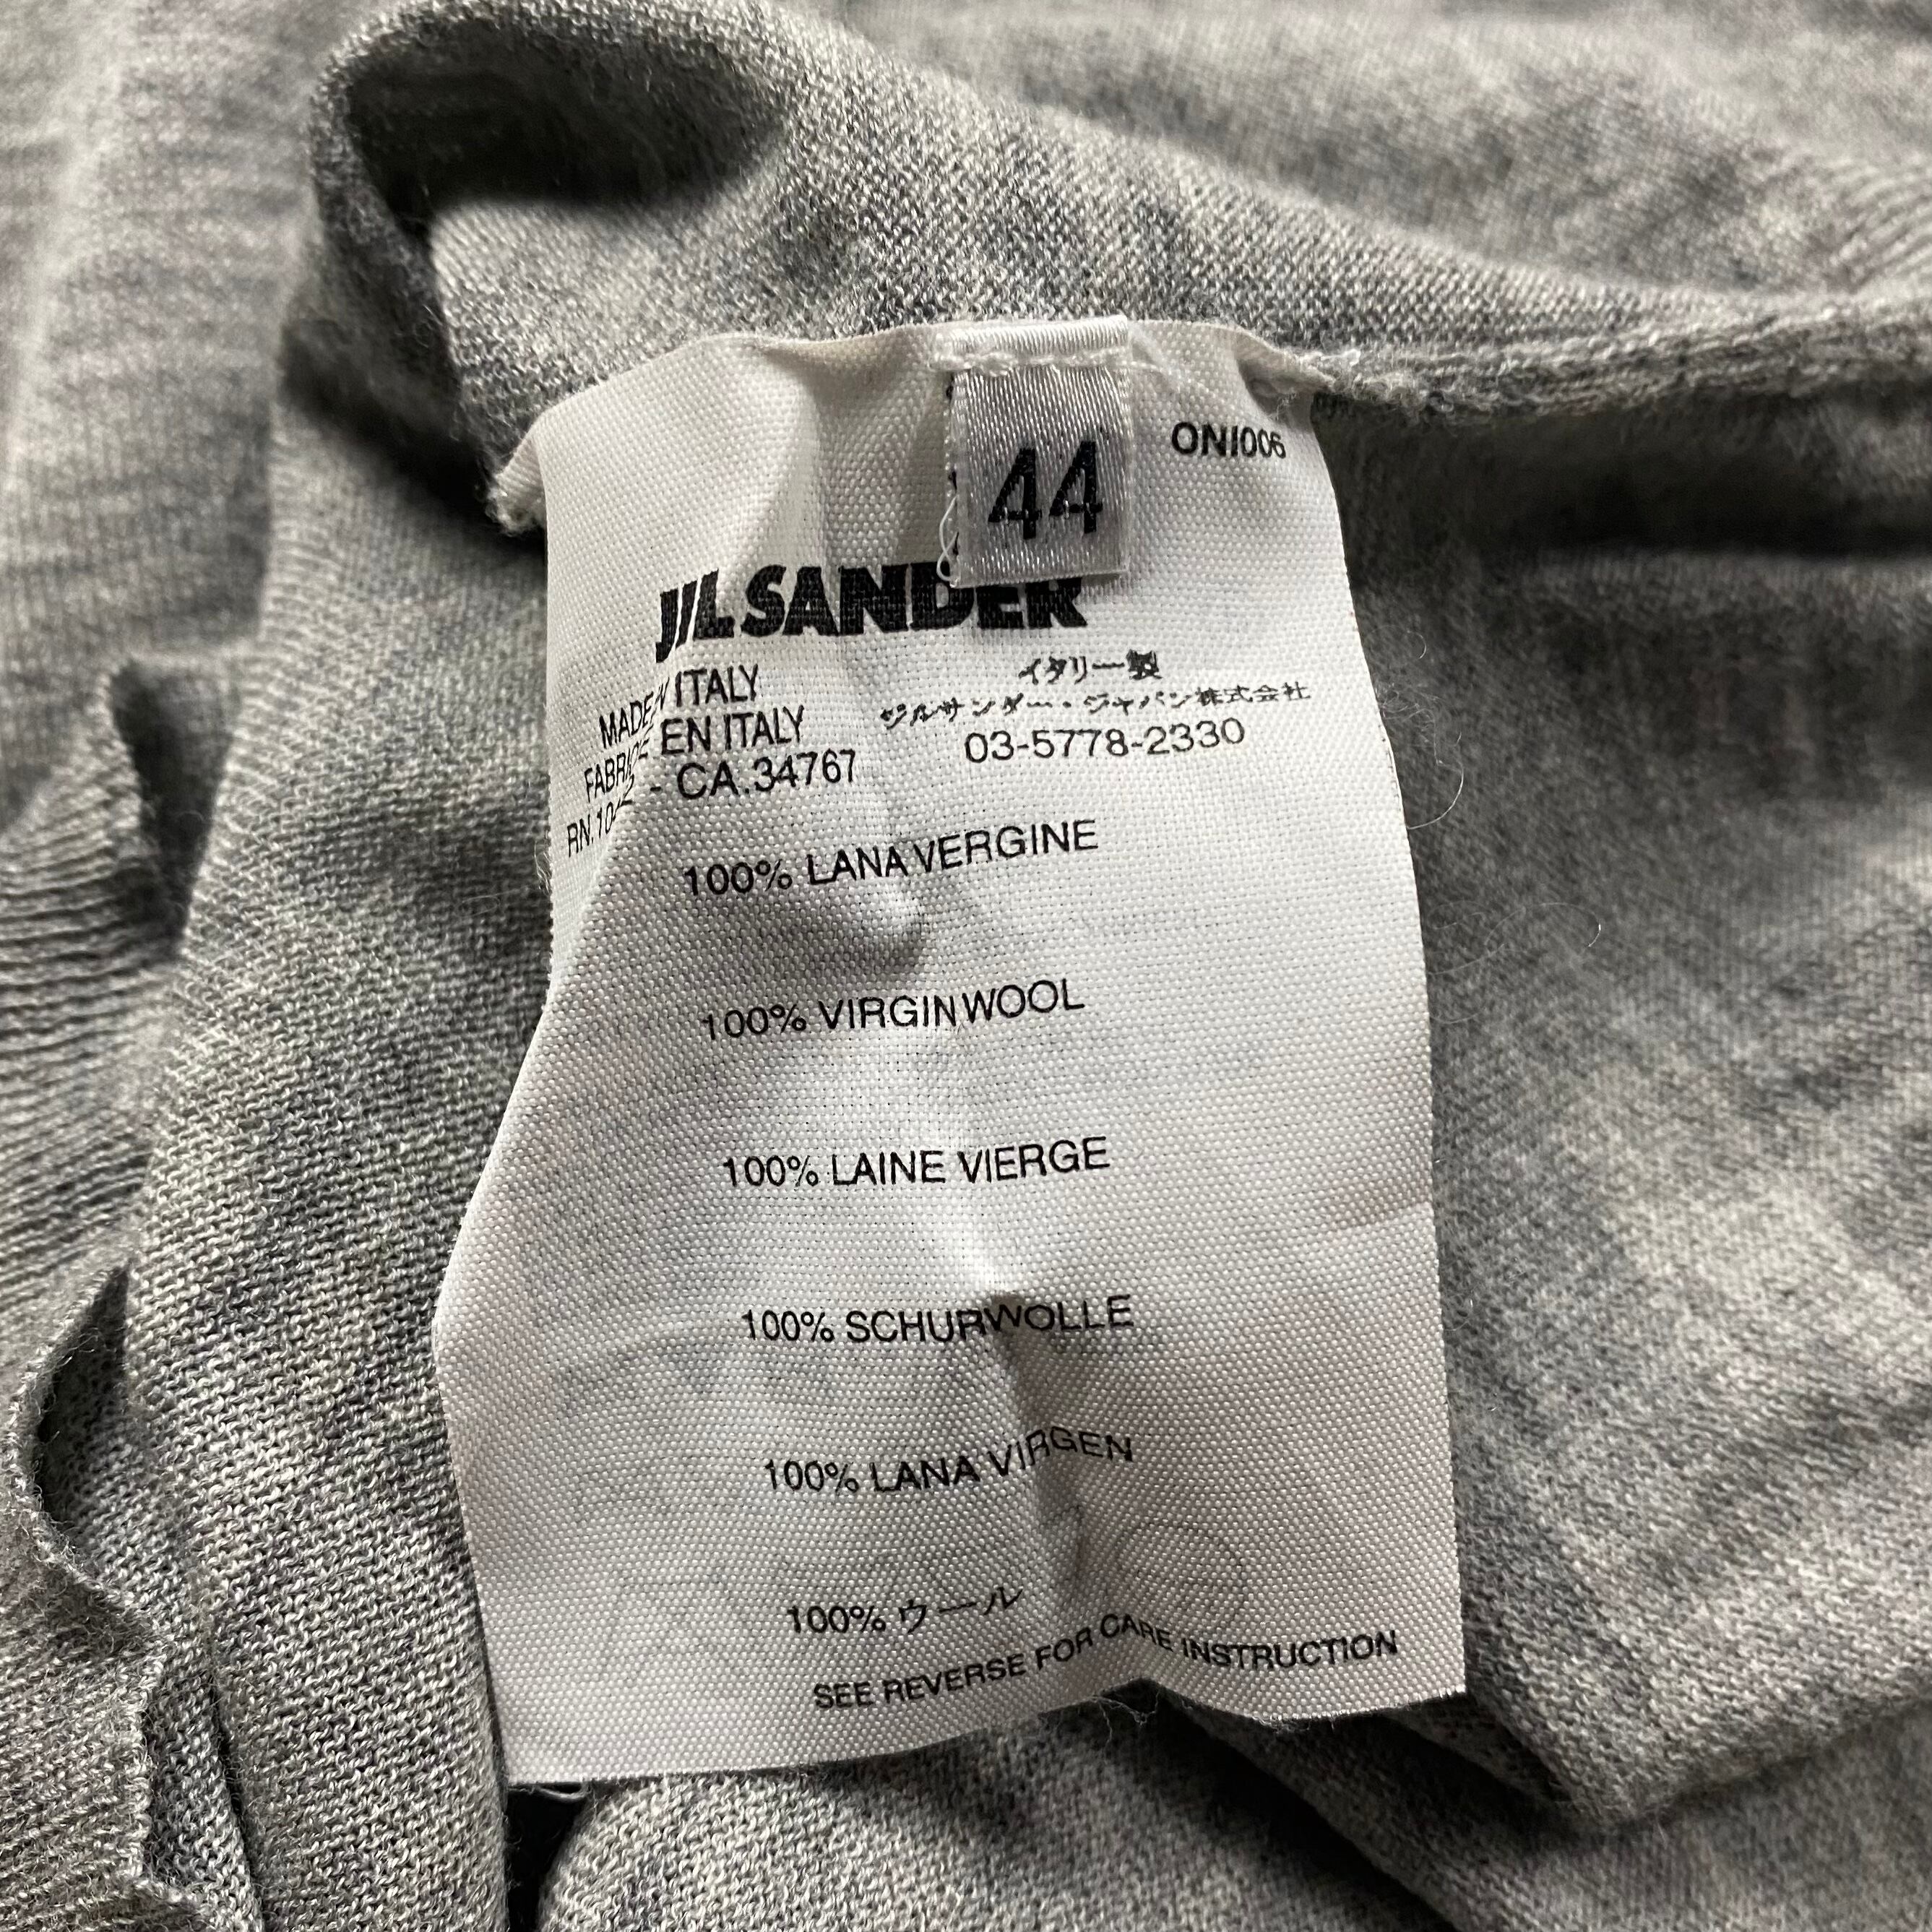 44
ONI006
JIL SANDER
MADE IN ITALY
FABRIQUE EN ITALY
- CA.34767
イタリー製
ジルサンダー・ジャパン株式会社
03-5778-2330
100% LANA VERGINE
100% VIRGIN WOOL
100% LAINE VIERGE
100% SCHURWOLLE
100% LANA VIRGEN
100% ウール
SEE REVERSE FOR CARE INSTRUCTION